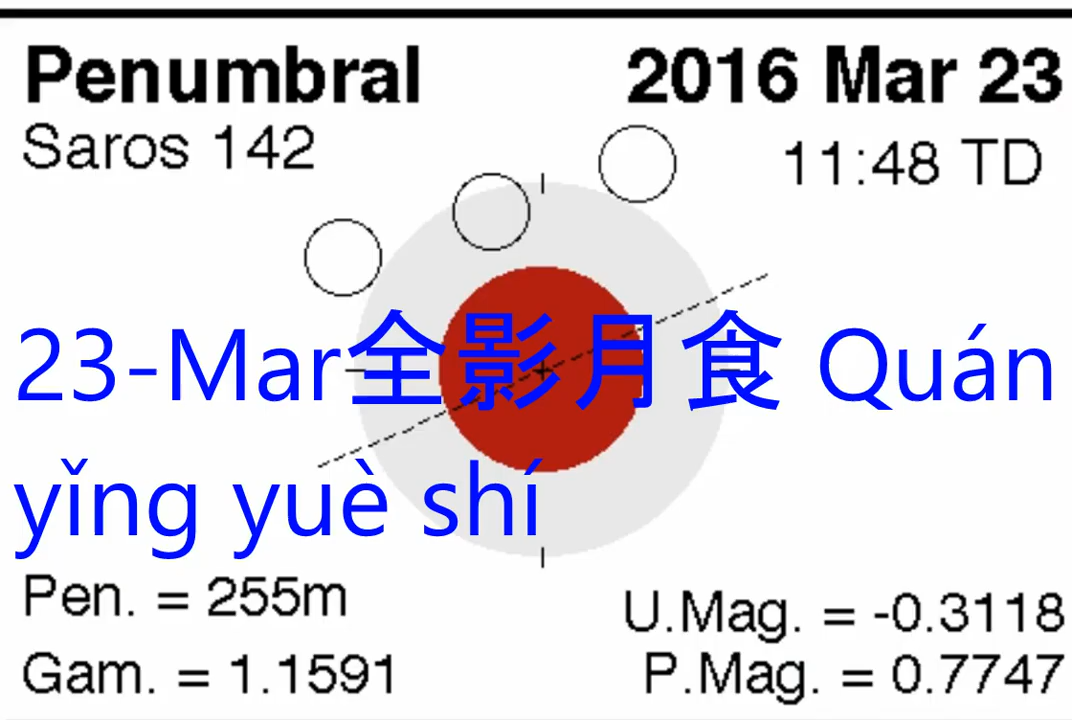 Penumbral 2016 Mar 23
Saros 142 11:48 TD
23-Mar全影月食 Quán
yǐng yuè shí
Pen. = 255m U.Mag. = -0.3118
Gam. = 1.1591 P.Mag. = 0.7747